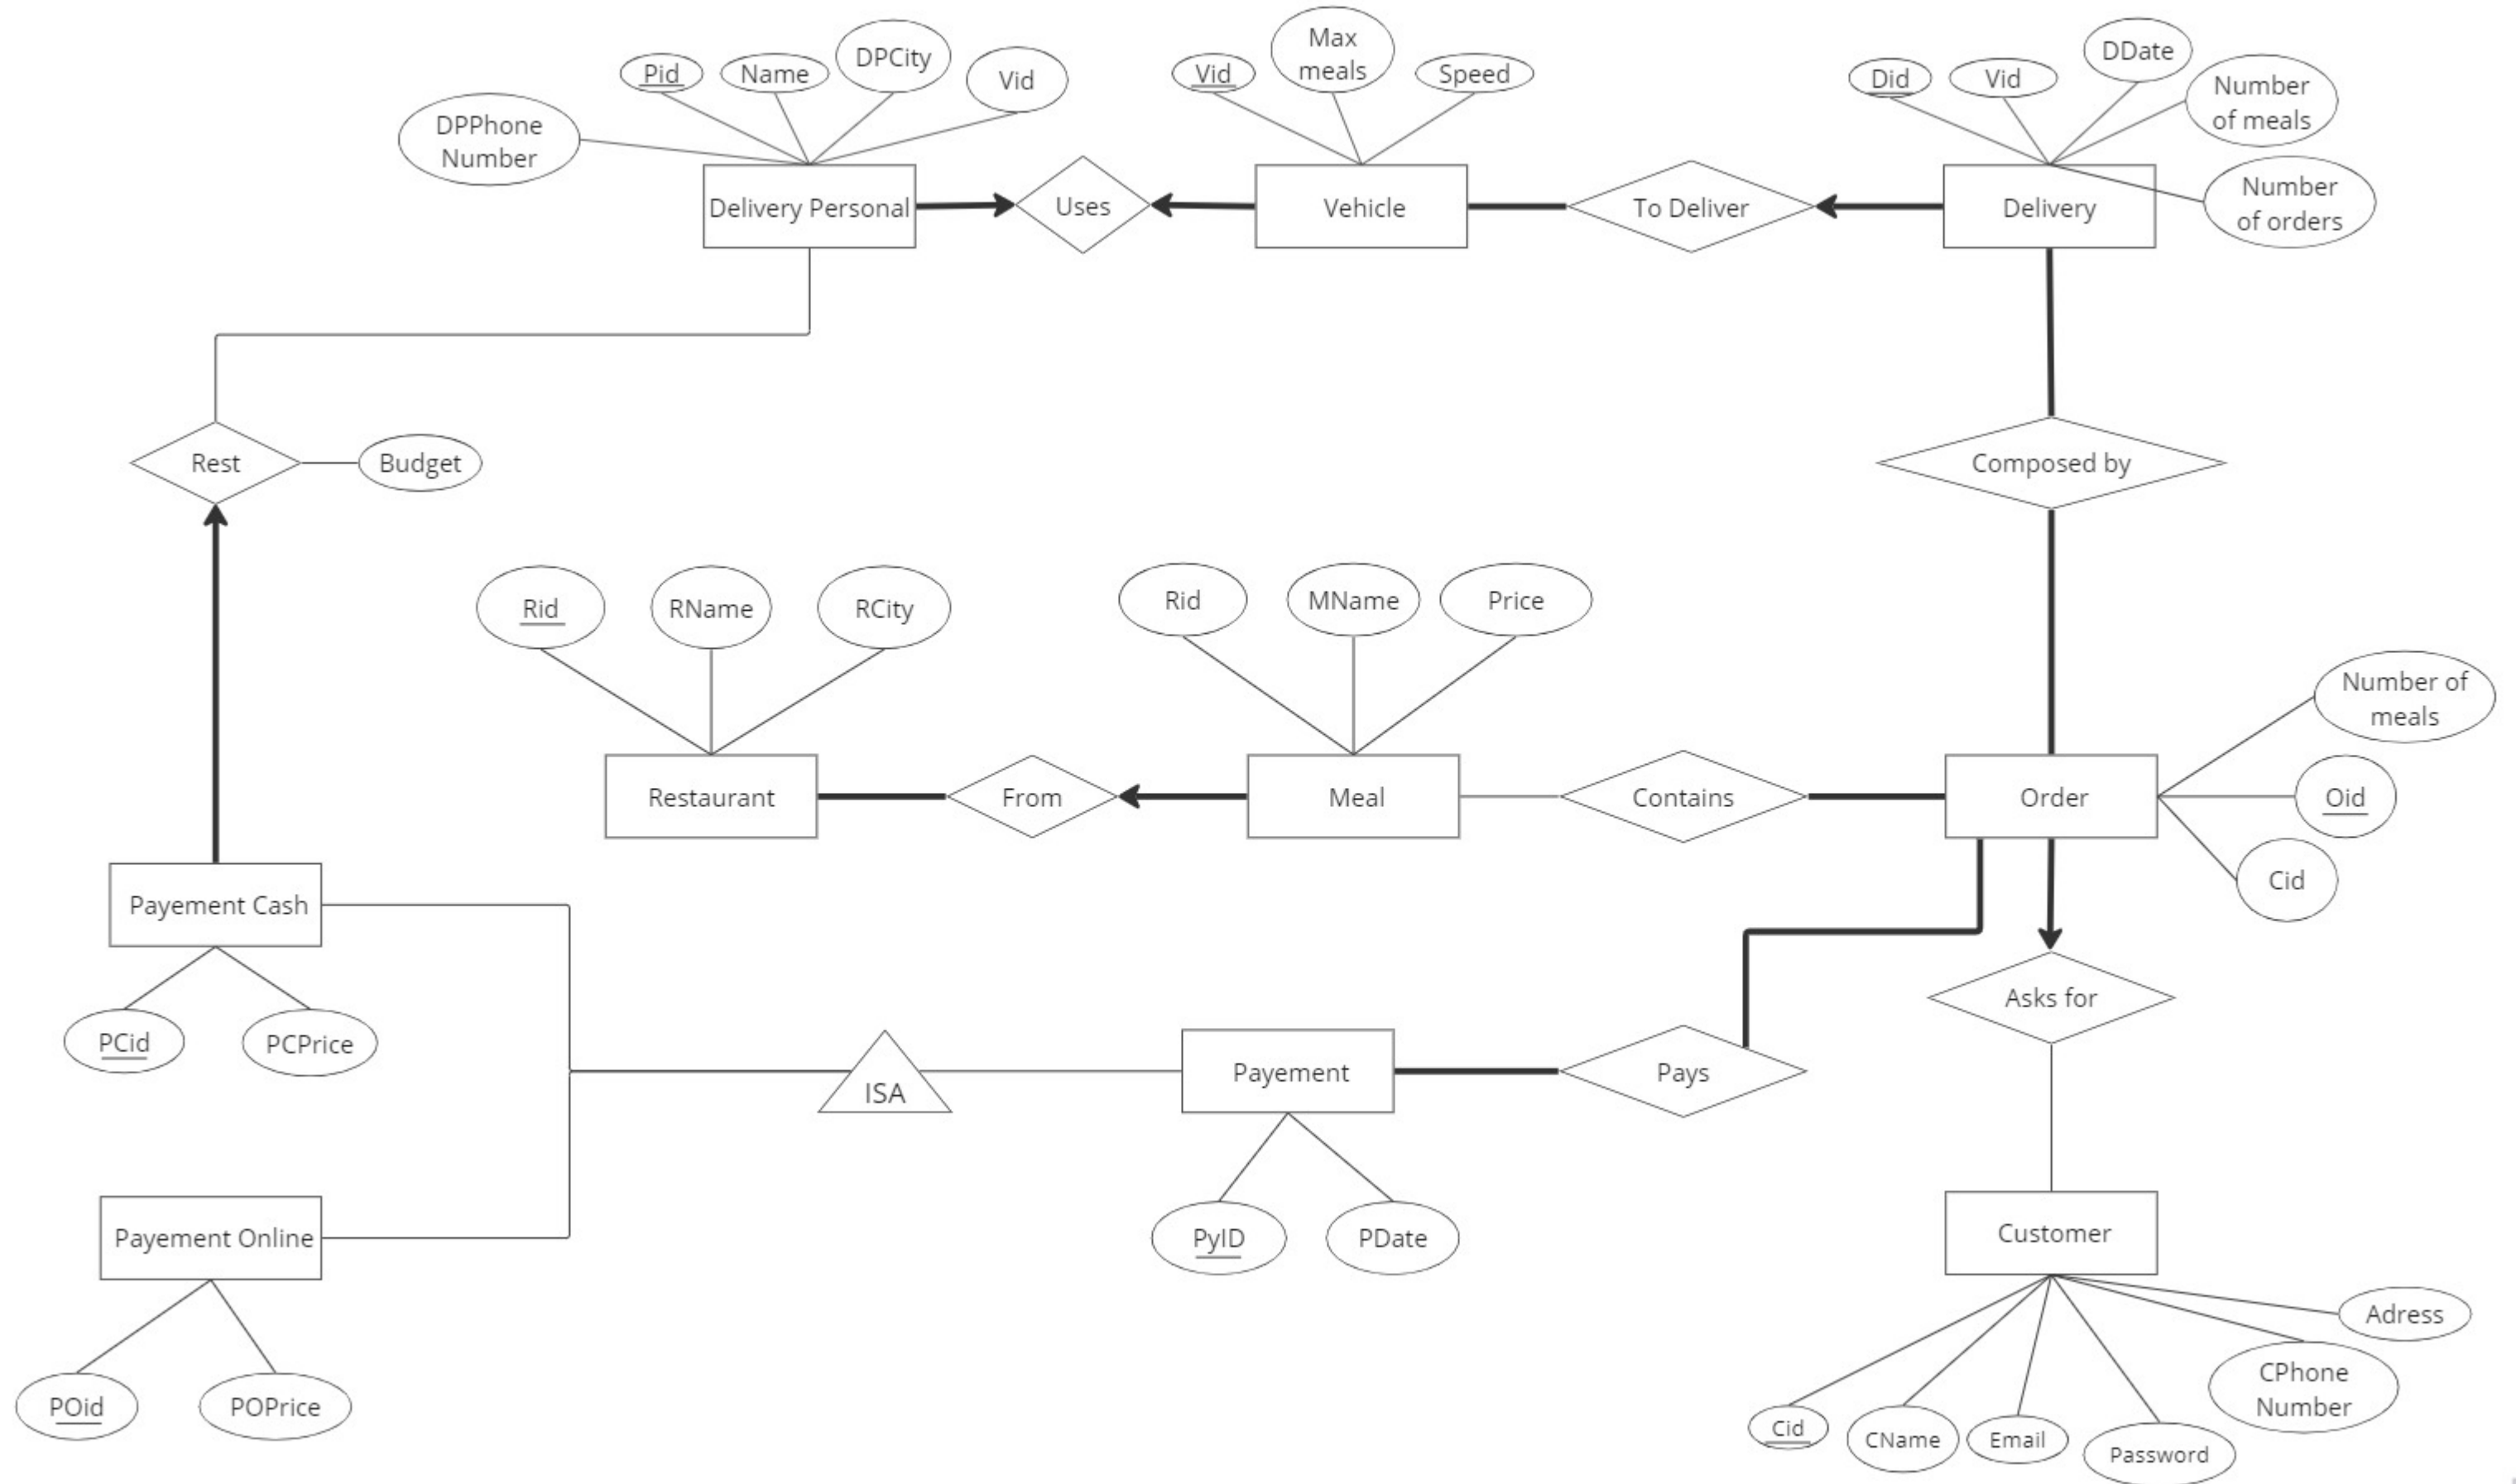 Pid
Name
DPCity
Vid
DPPhone
Number
Vid
Max
meals
Speed
Did
Vid
DDate
Number
of meals
Number
of orders
Delivery Personal
Uses
Vehicle
To Deliver
Delivery
Rest
Budget
Composed by
Rid
RName
RCity
Rid
MName
Price
Number of
meals
Restaurant
From
Meal
Contains
Order
Oid
Cid
Payement Cash
PCid
PCPrice
ISA
Payement
Pays
Asks for
Payement Online
PyID
PDate
Customer
POid
POPrice
Adress
CPhone
Number
Cid
CName
Email
Password